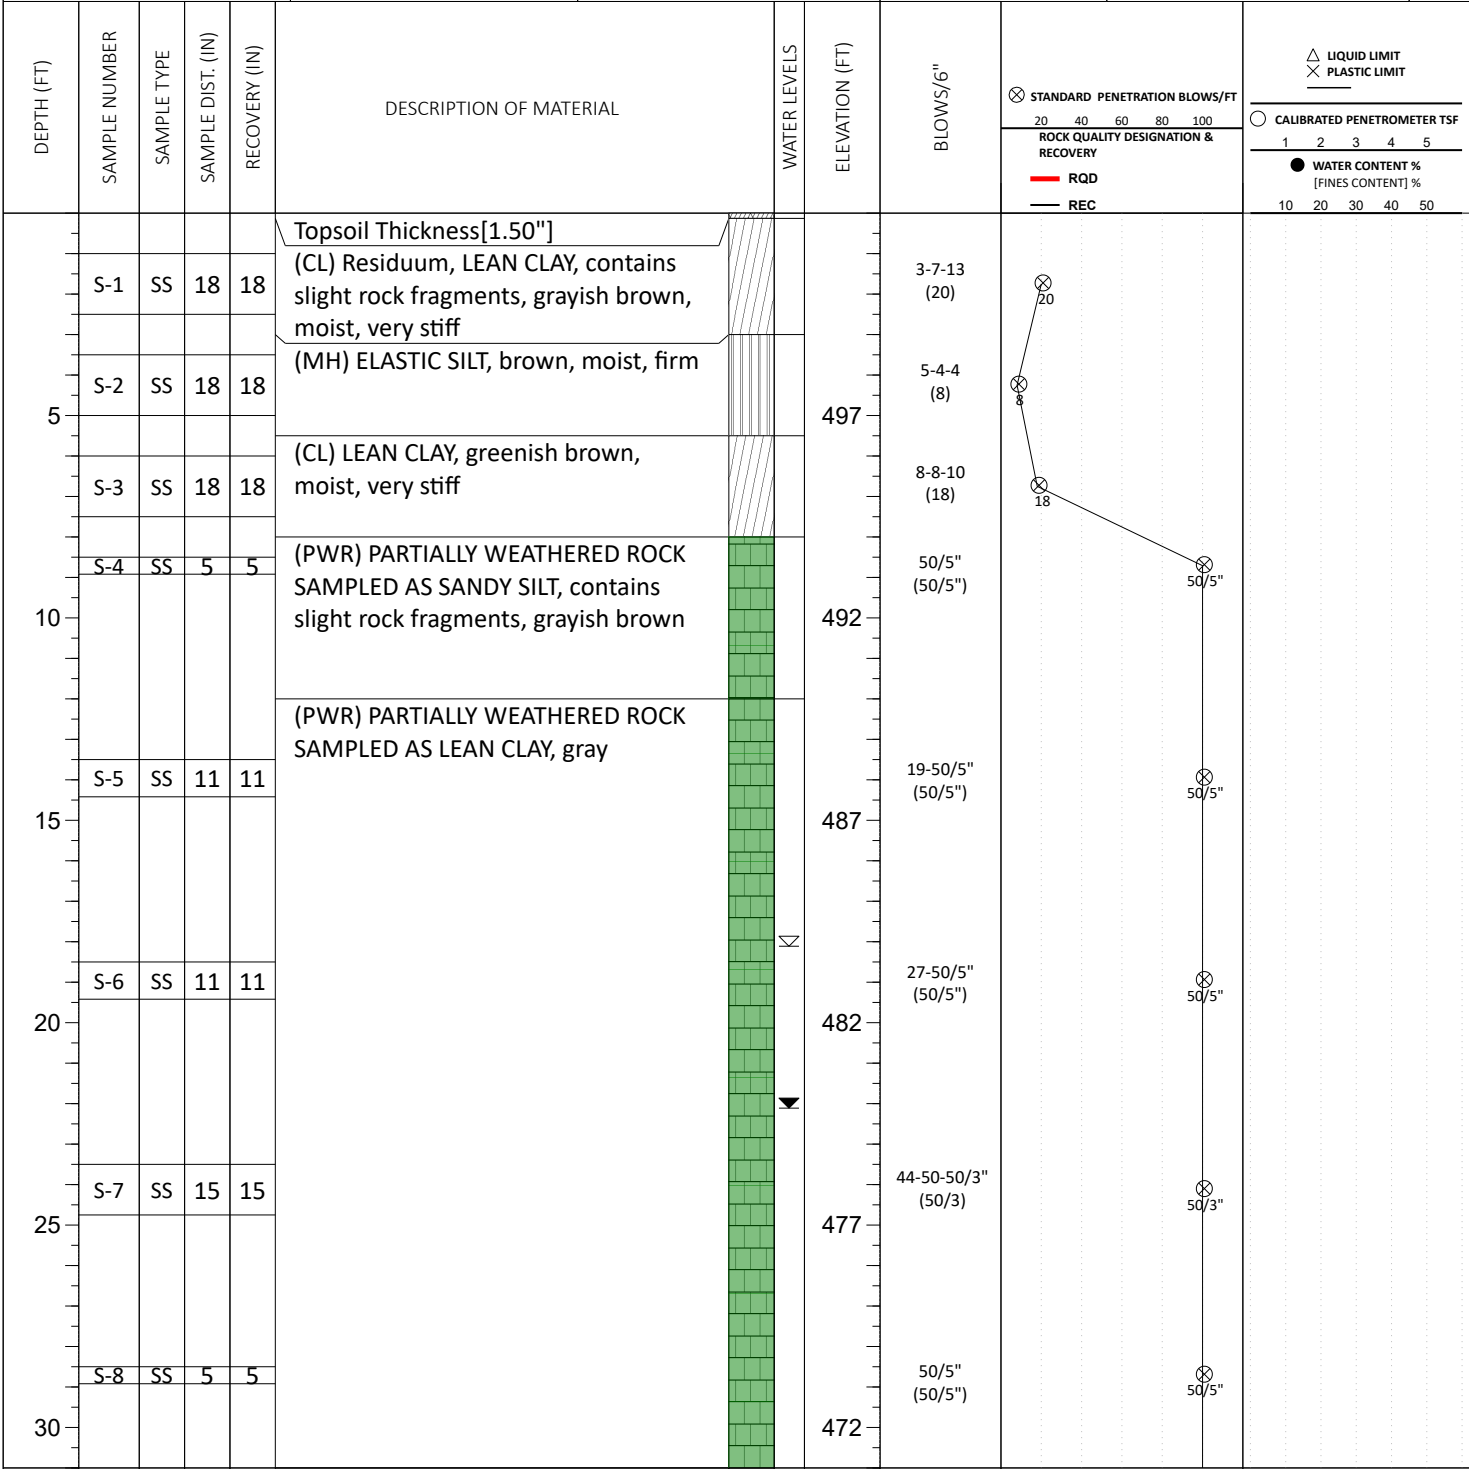 DEPTH (FT)
SAMPLE NUMBER
SAMPLE TYPE
SAMPLE DIST. (IN)
RECOVERY (IN)
DESCRIPTION OF MATERIAL
WATER LEVELS
ELEVATION (FT)
BLOWS/6"
STANDARD PENETRATION BLOWS/FT
20 40 60 80 100
ROCK QUALITY DESIGNATION &
RECOVERY
RQD
REC
LIQUID LIMIT
PLASTIC LIMIT
CALIBRATED PENETROMETER TSF
1 2 3 4 5
WATER CONTENT %
[FINES CONTENT] %
10 20 30 40 50
Topsoil Thickness[1.50"]
S-1 SS 18 18
(CL) Residuum, LEAN CLAY, contains
slight rock fragments, grayish brown,
moist, very stiff
3-7-13
(20)
20
S-2 SS 18 18
(MH) ELASTIC SILT, brown, moist, firm
5-4-4
(8)
8
5
497
S-3 SS 18 18
(CL) LEAN CLAY, greenish brown,
moist, very stiff
8-8-10
(18)
18
S-4 SS 5 5
(PWR) PARTIALLY WEATHERED ROCK
SAMPLED AS SANDY SILT, contains
slight rock fragments, grayish brown
50/5"
(50/5")
50/5"
10
492
(PWR) PARTIALLY WEATHERED ROCK
SAMPLED AS LEAN CLAY, gray
S-5 SS 11 11
19-50/5"
(50/5")
50/5"
15
487
S-6 SS 11 11
27-50/5"
(50/5")
50/5"
20
482
S-7 SS 15 15
44-50-50/3"
(50/3)
50/3"
25
477
S-8 SS 5 5
50/5"
(50/5")
50/5"
30
472